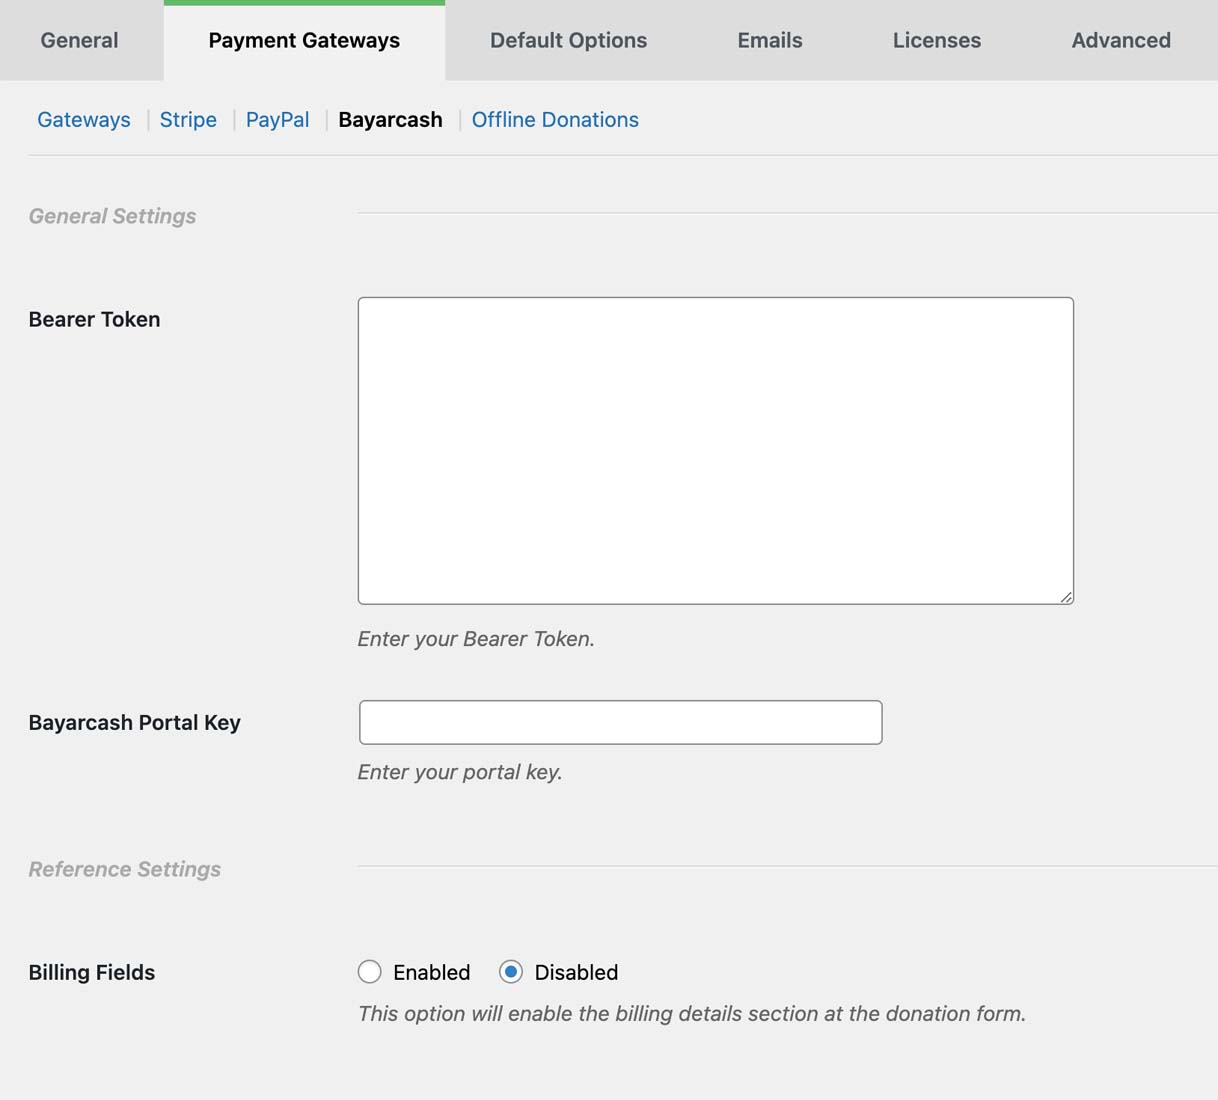 General Payment Gateways Default Options Emails Licenses Advanced
Gateways | Stripe | PayPal | Bayarcash | Offline Donations
General Settings
Bearer Token
Enter your Bearer Token.
Bayarcash Portal Key
Enter your portal key.
Reference Settings
Billing Fields Enabled Disabled
This option will enable the billing details section at the donation form.